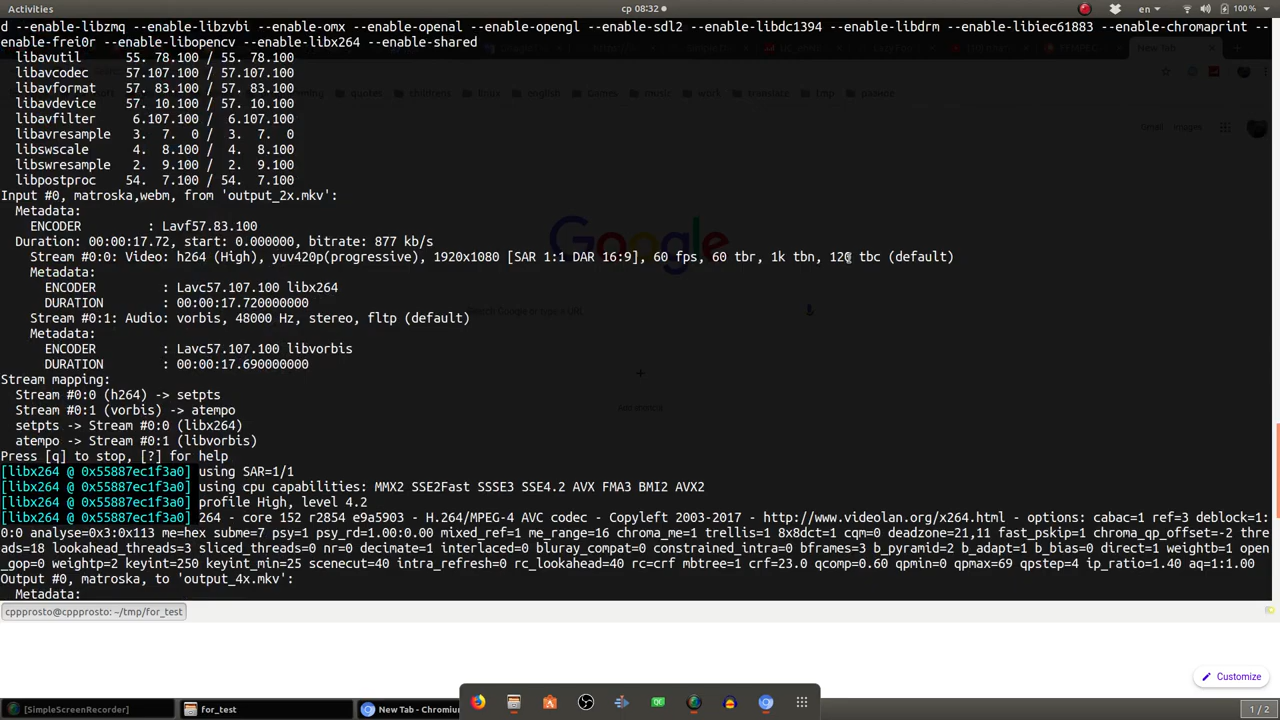 Activities
ср 08:32
en
100 %
d --enable-libzmq --enable-libzvbi --enable-omx --enable-openal --enable-opengl --enable-sdl2 --enable-libdc1394 --enable-libdrm --enable-libiec61883 --enable-chromaprint --
enable-frei0r --enable-libopencv --enable-libx264 --enable-shared
New Tab
libavutil 55. 78.100 / 55. 78.100
libavcodec 57.107.100 / 57.107.100
libavformat 57. 83.100 / 57. 83.100
quotes childrens linux english Games music work translate tmp
libavdevice 57. 10.100 / 57. 10.100
libavfilter 6.107.100 / 6.107.100
libavresample 3. 7. 0 / 3. 7. 0
Images
libswscale 4. 8.100 / 4. 8.100
libswresample 2. 9.100 / 2. 9.100
libpostproc 54. 7.100 / 54. 7.100
Input #0, matroska,webm, from 'output_2x.mkv':
Metadata:
ENCODER : Lavf57.83.100
Google
Duration: 00:00:17.72, start: 0.000000, bitrate: 877 kb/s
Stream #0:0: Video: h264 (High), yuv420p(progressive), 1920x1080 [SAR 1:1 DAR 16:9], 60 fps, 60 tbr, 1k tbn, 120 tbc (default)
Metadata:
ENCODER : Lavc57.107.100 libx264
DURATION : 00:00:17.720000000
Stream #0:1: Audio: vorbis, 48000 Hz, stereo, fltp (default)
Metadata:
ENCODER : Lavc57.107.100 libvorbis
DURATION : 00:00:17.690000000
Stream mapping:
Stream #0:0 (h264) -> setpts
Stream #0:1 (vorbis) -> atempo
setpts -> Stream #0:0 (libx264)
atempo -> Stream #0:1 (libvorbis)
Press [q] to stop, [?] for help
[libx264 @ 0x55887ec1f3a0] using SAR=1/1
[libx264 @ 0x55887ec1f3a0] using cpu capabilities: MMX2 SSE2Fast SSSE3 SSE4.2 AVX FMA3 BMI2 AVX2
[libx264 @ 0x55887ec1f3a0] profile High, level 4.2
[libx264 @ 0x55887ec1f3a0] 264 - core 152 r2854 e9a5903 - H.264/MPEG-4 AVC codec - Copyleft 2003-2017 - http://www.videolan.org/x264.html - options: cabac=1 ref=3 deblock=1:
0:0 analyse=0x3:0x113 me=hex subme=7 psy=1 psy_rd=1.00:0.00 mixed_ref=1 me_range=16 chroma_me=1 trellis=1 8x8dct=1 cqm=0 deadzone=21,11 fast_pskip=1 chroma_qp_offset=-2 thre
ads=18 lookahead_threads=3 sliced_threads=0 nr=0 decimate=1 interlaced=0 bluray_compat=0 constrained_intra=0 bframes=3 b_pyramid=2 b_adapt=1 b_bias=0 direct=1 weightb=1 open
_gop=0 weightp=2 keyint=250 keyint_min=25 scenecut=40 intra_refresh=0 rc_lookahead=40 rc=crf mbtree=1 crf=23.0 qcomp=0.60 qpmin=0 qpmax=69 qpstep=4 ip_ratio=1.40 aq=1:1.00
Output #0, matroska, to 'output_4x.mkv':
Metadata:
cppprosto@cppprosto: ~/tmp/for_test
Customize
[SimpleScreenRecorder]
for_test
New Tab - Chromium
1 / 2